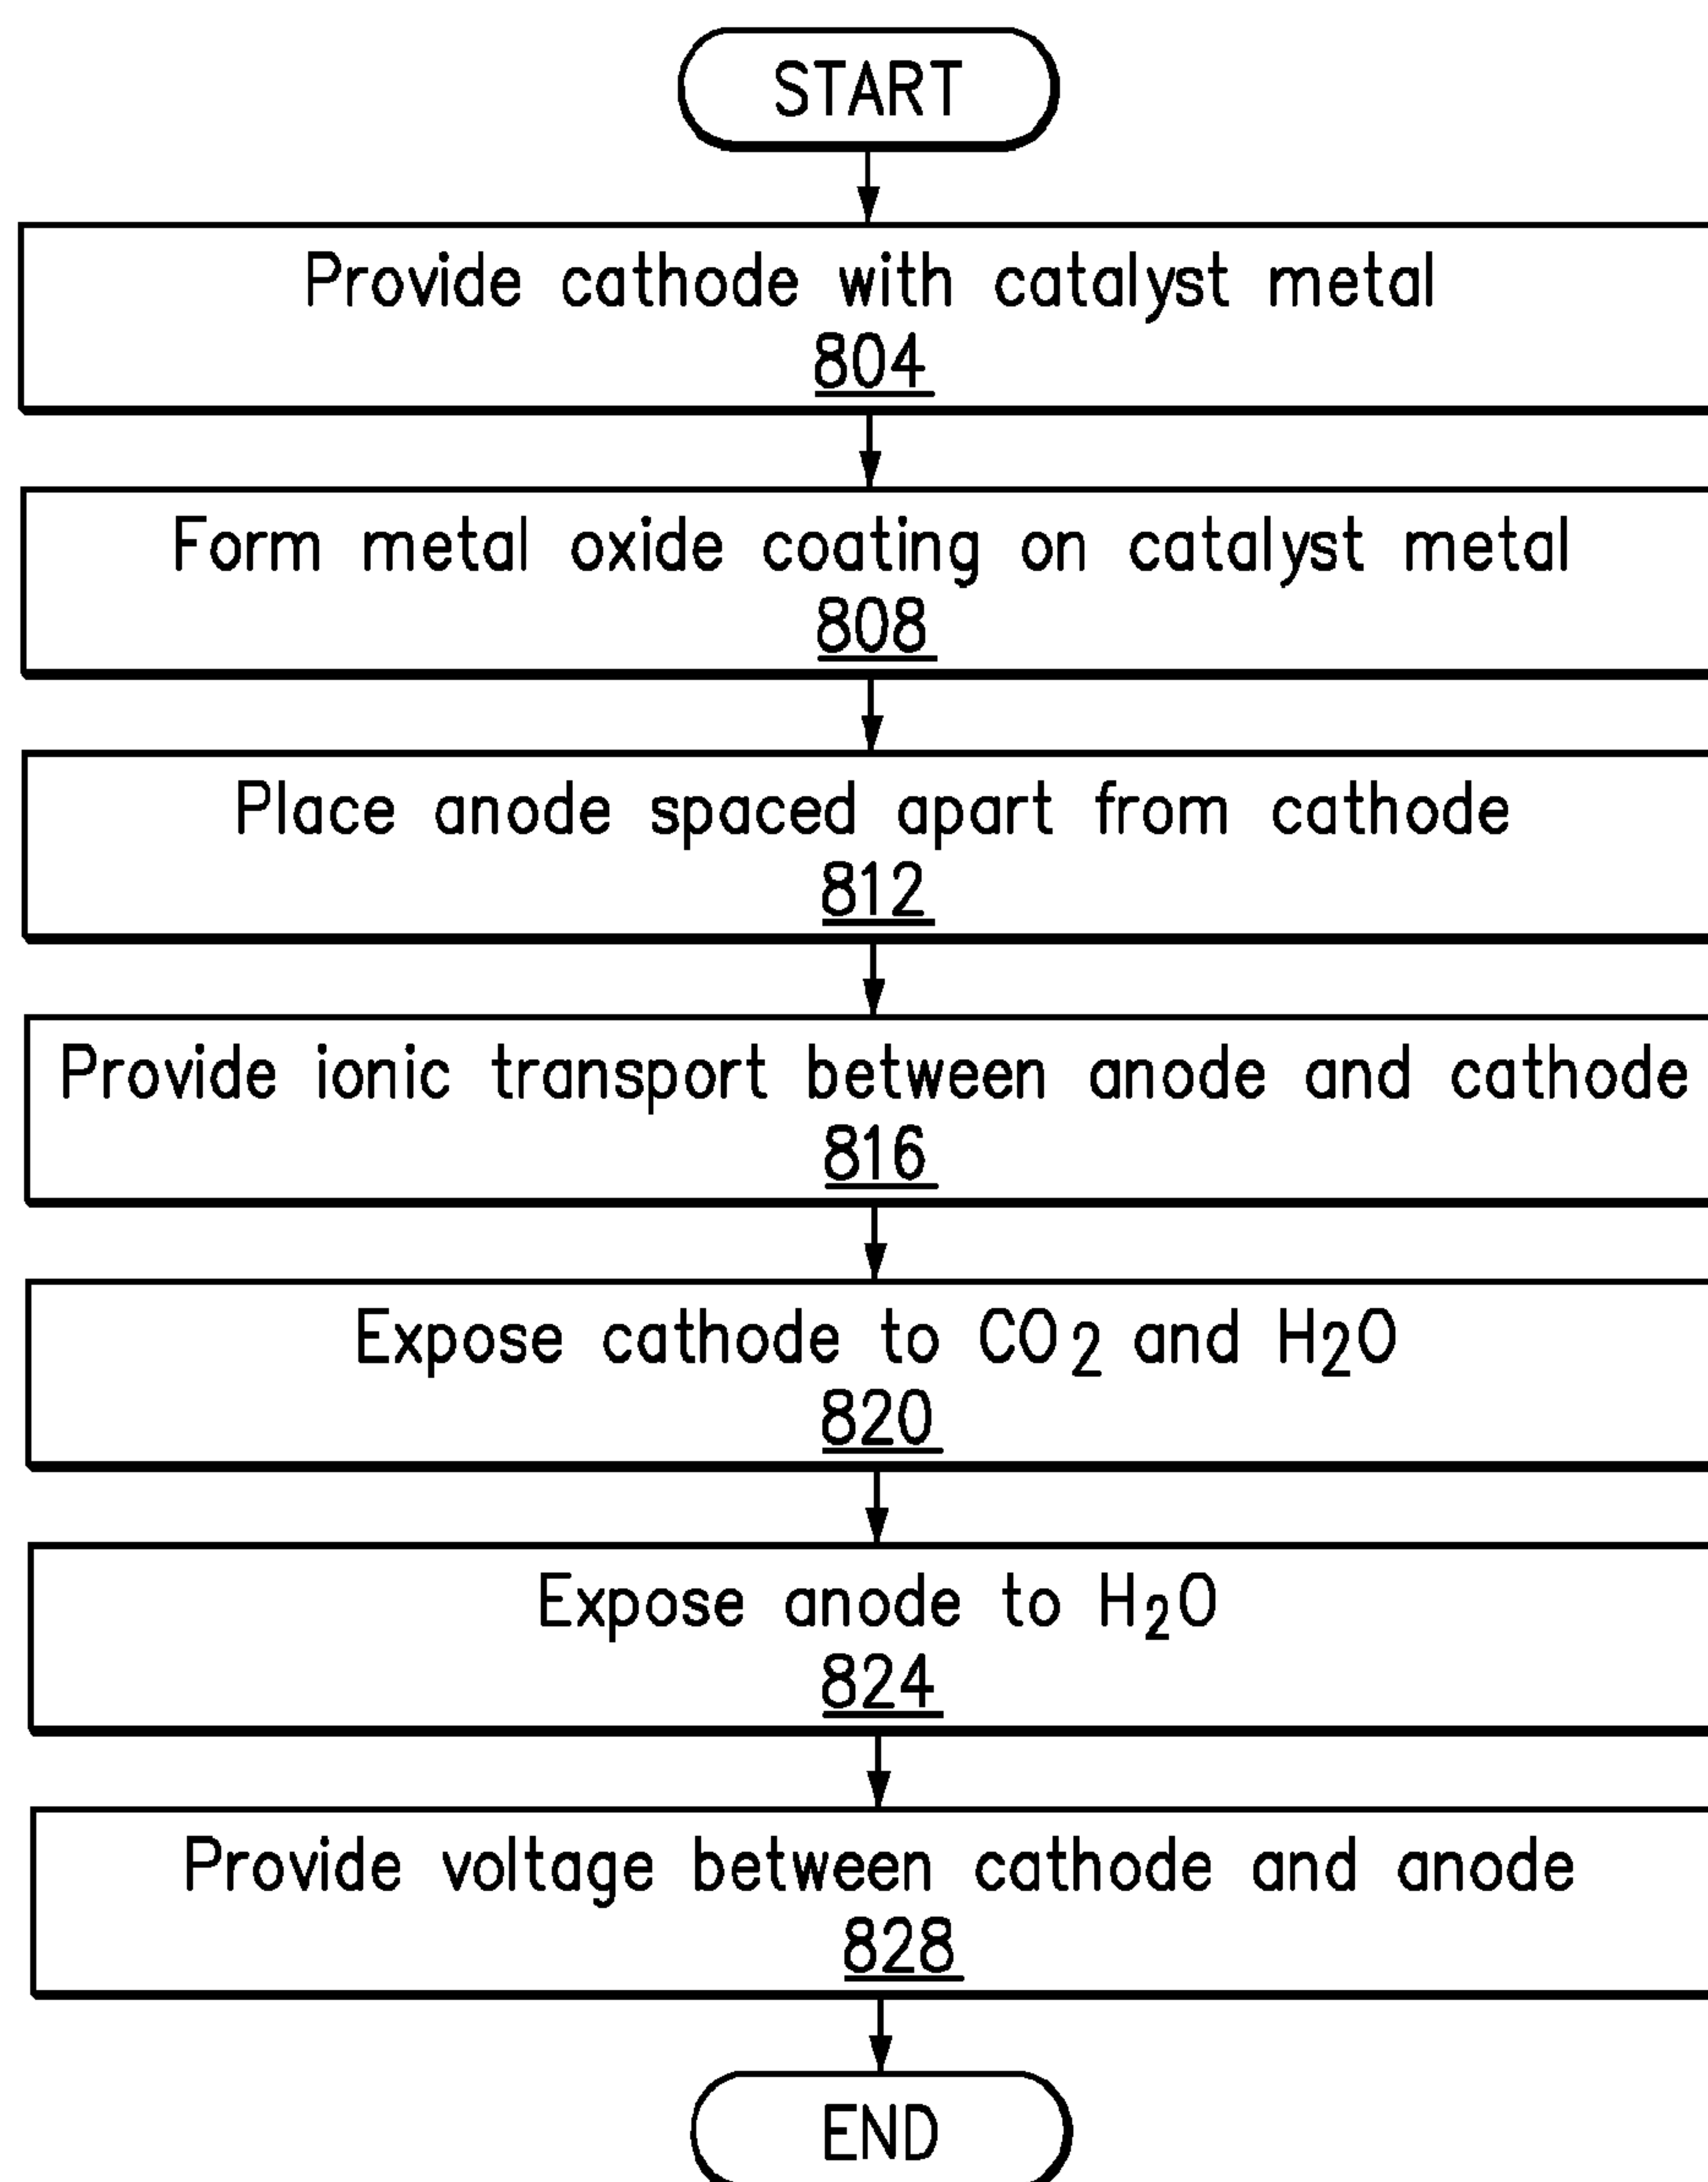 START
Provide cathode with catalyst metal
804
Form metal oxide coating on catalyst metal
808
Place anode spaced apart from cathode
812
Provide ionic transport between anode and cathode
816
Expose cathode to CO2 and H2O
820
Expose anode to H2O
824
Provide voltage between cathode and anode
828
END